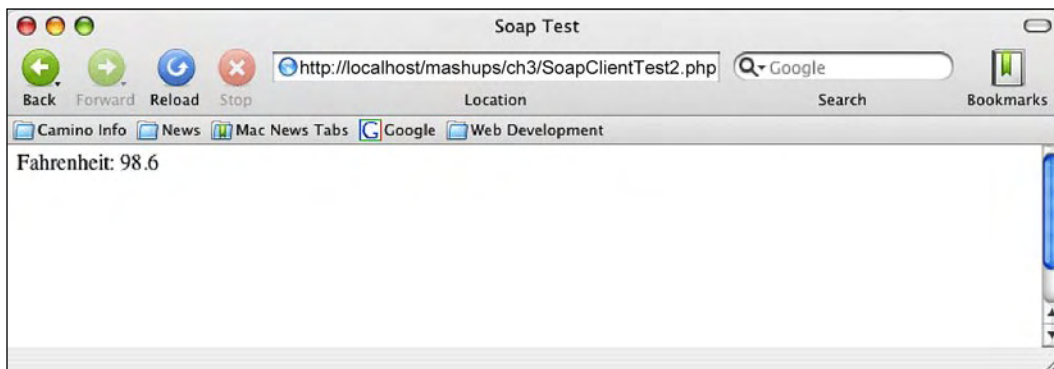 Soap Test
http://localhost/mashups/ch3/SoapClientTest2.php
Google
Back Forward Reload Stop Location Search Bookmarks
Camino Info News Mac News Tabs Google Web Development
Fahrenheit: 98.6